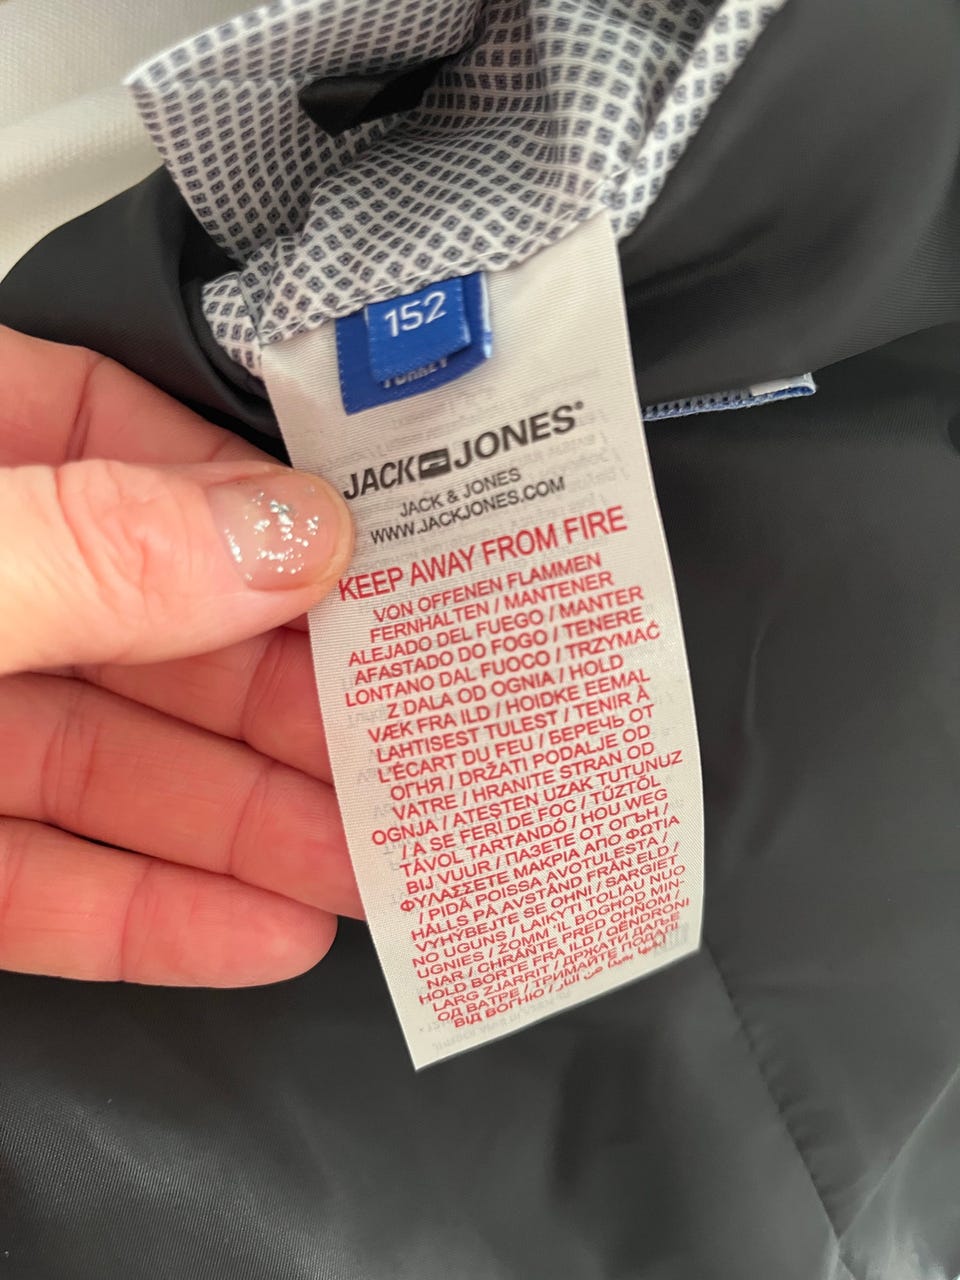 152
TURKEY
JACK JONES®
JACK & JONES
WWW.JACKJONES.COM
KEEP AWAY FROM FIRE
VON OFFENEN FLAMMEN
FERNHALTEN / MANTENER
ALEJADO DEL FUEGO / MANTER
AFASTADO DO FOGO / TENERE
LONTANO DAL FUOCO / TRZYMAĆ
Z DALA OD OGNIA / HOLD
VÆK FRA ILD / HOIDKE EEMAL
LAHTISEST TULEST / TENIR À
L'ÉCART DU FEU / БЕРЕЧЬ ОТ
ОГНЯ / DRŽATI PODALJE OD
VATRE / HRANITE STRAN OD
OGNJA / ATEŞTEN UZAK TUTUNUZ
/ A SE FERI DE FOC / TŰZTŐL
TÁVOL TARTANDÓ / HOU WEG
BIJ VUUR / ПАЗЕТЕ ОТ ОГЪН /
ΦΥΛΑΣΣΕΤΕ ΜΑΚΡΙΑ ΑΠΟ ΦΩΤΙΑ
/ PIDÄ POISSA AVOTULESTA /
HÅLLS PÅ AVSTÅND FRÅN ELD /
VYHÝBEJTE SE OHNI / SARGIET
NO UGUNS / LAIKYTI TOLIAU NUO
UGNIES / ŻOMM 'IL BOGHOD MIN-
NAR / CHRÁŇTE PRED OHŇOM /
HOLD BORTE FRA ILD / QËNDRONI
LARG ZJARRIT / ДРЖАТИ ДАЉЕ
ОД ВАТРЕ / ТРИМАЙТЕ ПОДАЛІ
ВІД ВОГНЮ /